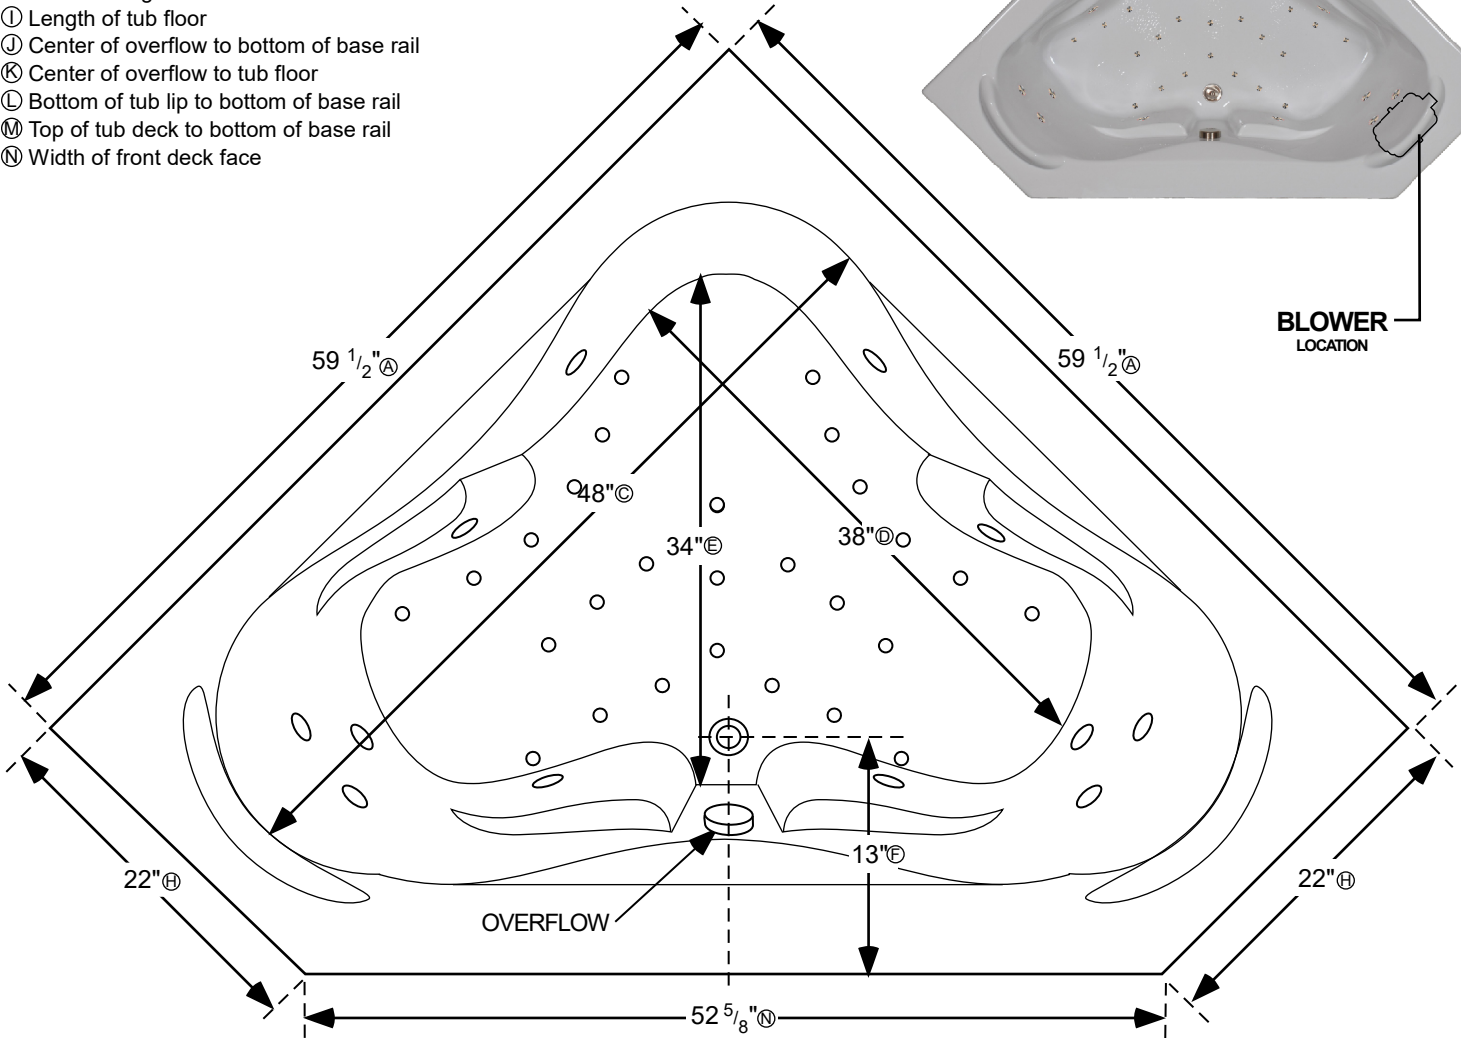 Ⓘ Length of tub floor
Ⓙ Center of overflow to bottom of base rail
Ⓚ Center of overflow to tub floor
Ⓛ Bottom of tub lip to bottom of base rail
Ⓜ Top of tub deck to bottom of base rail
Ⓝ Width of front deck face
BLOWER
LOCATION
59 1/2"Ⓐ
59 1/2"Ⓐ
48"Ⓒ
34"Ⓔ
38"Ⓓ
13"Ⓕ
22"Ⓗ
22"Ⓗ
OVERFLOW
52 5/8"Ⓝ